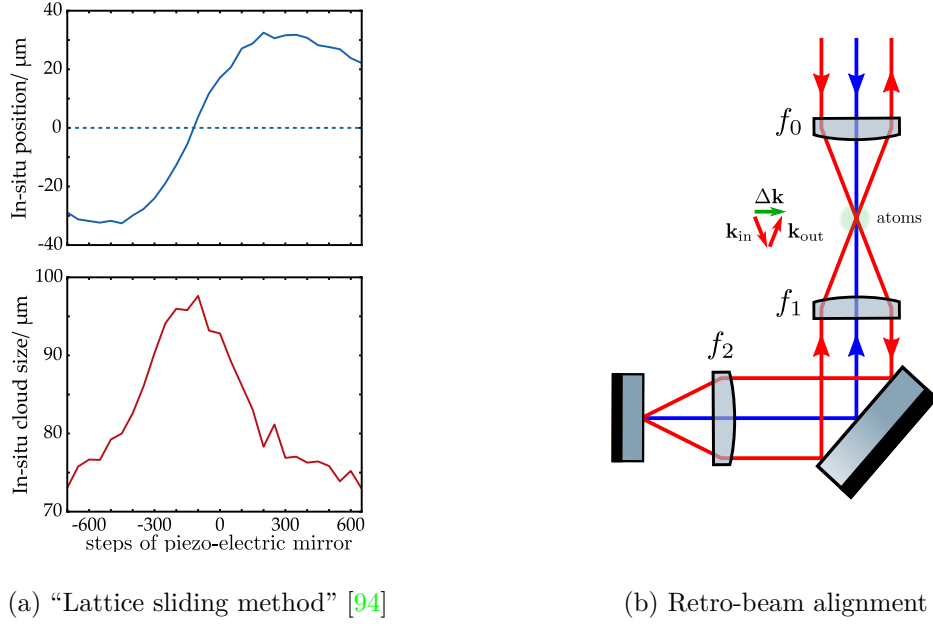 40
20
0
-20
-40
In-situ position/ µm
100
90
80
70
In-situ cloud size/ µm
-600 -300 0 300 600
steps of piezo-electric mirror
f0
Δk
kin kout
atoms
f1
f2
(a) “Lattice sliding method” [94]
(b) Retro-beam alignment